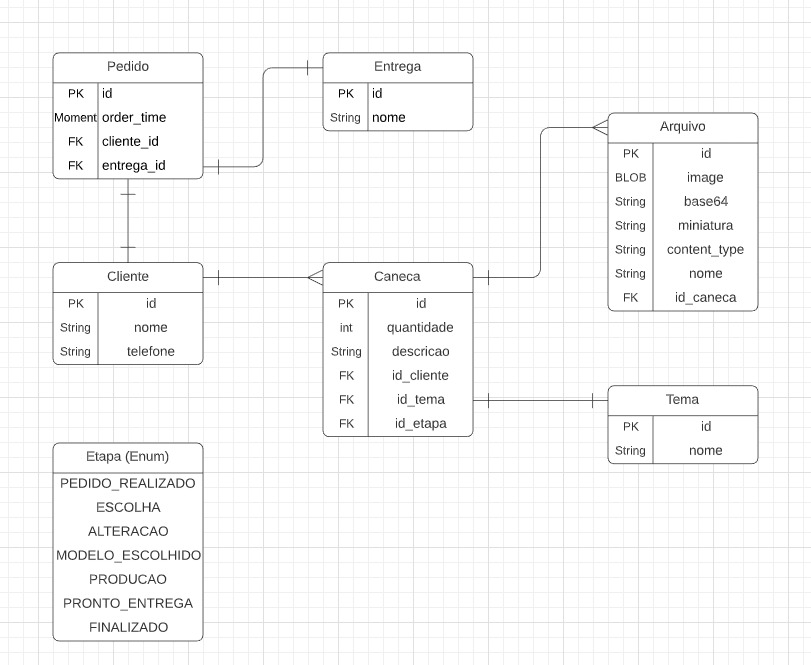 Pedido
PK id
Moment order_time
FK cliente_id
FK entrega_id
Entrega
PK id
String nome
Arquivo
PK id
BLOB image
String base64
String miniatura
String content_type
String nome
FK id_caneca
Cliente
PK id
String nome
String telefone
Caneca
PK id
int quantidade
String descricao
FK id_cliente
FK id_tema
FK id_etapa
Tema
PK id
String nome
Etapa (Enum)
PEDIDO_REALIZADO
ESCOLHA
ALTERACAO
MODELO_ESCOLHIDO
PRODUCAO
PRONTO_ENTREGA
FINALIZADO